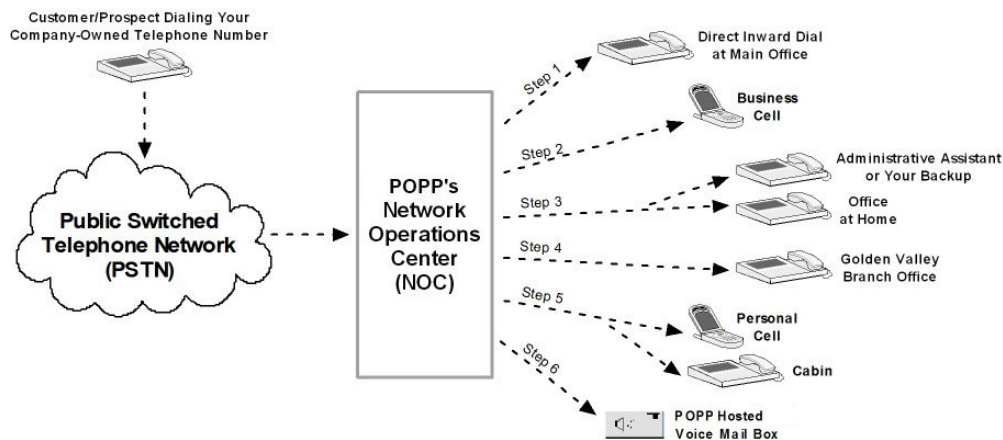 Customer/Prospect Dialing Your
Company-Owned Telephone Number
Public Switched
Telephone Network
(PSTN)
POPP's
Network
Operations
Center
(NOC)
Step 1
Direct Inward Dial
at Main Office
Step 2
Business
Cell
Step 3
Administrative Assistant
or Your Backup
Office
at Home
Step 4
Golden Valley
Branch Office
Step 5
Personal
Cell
Cabin
Step 6
POPP Hosted
Voice Mail Box